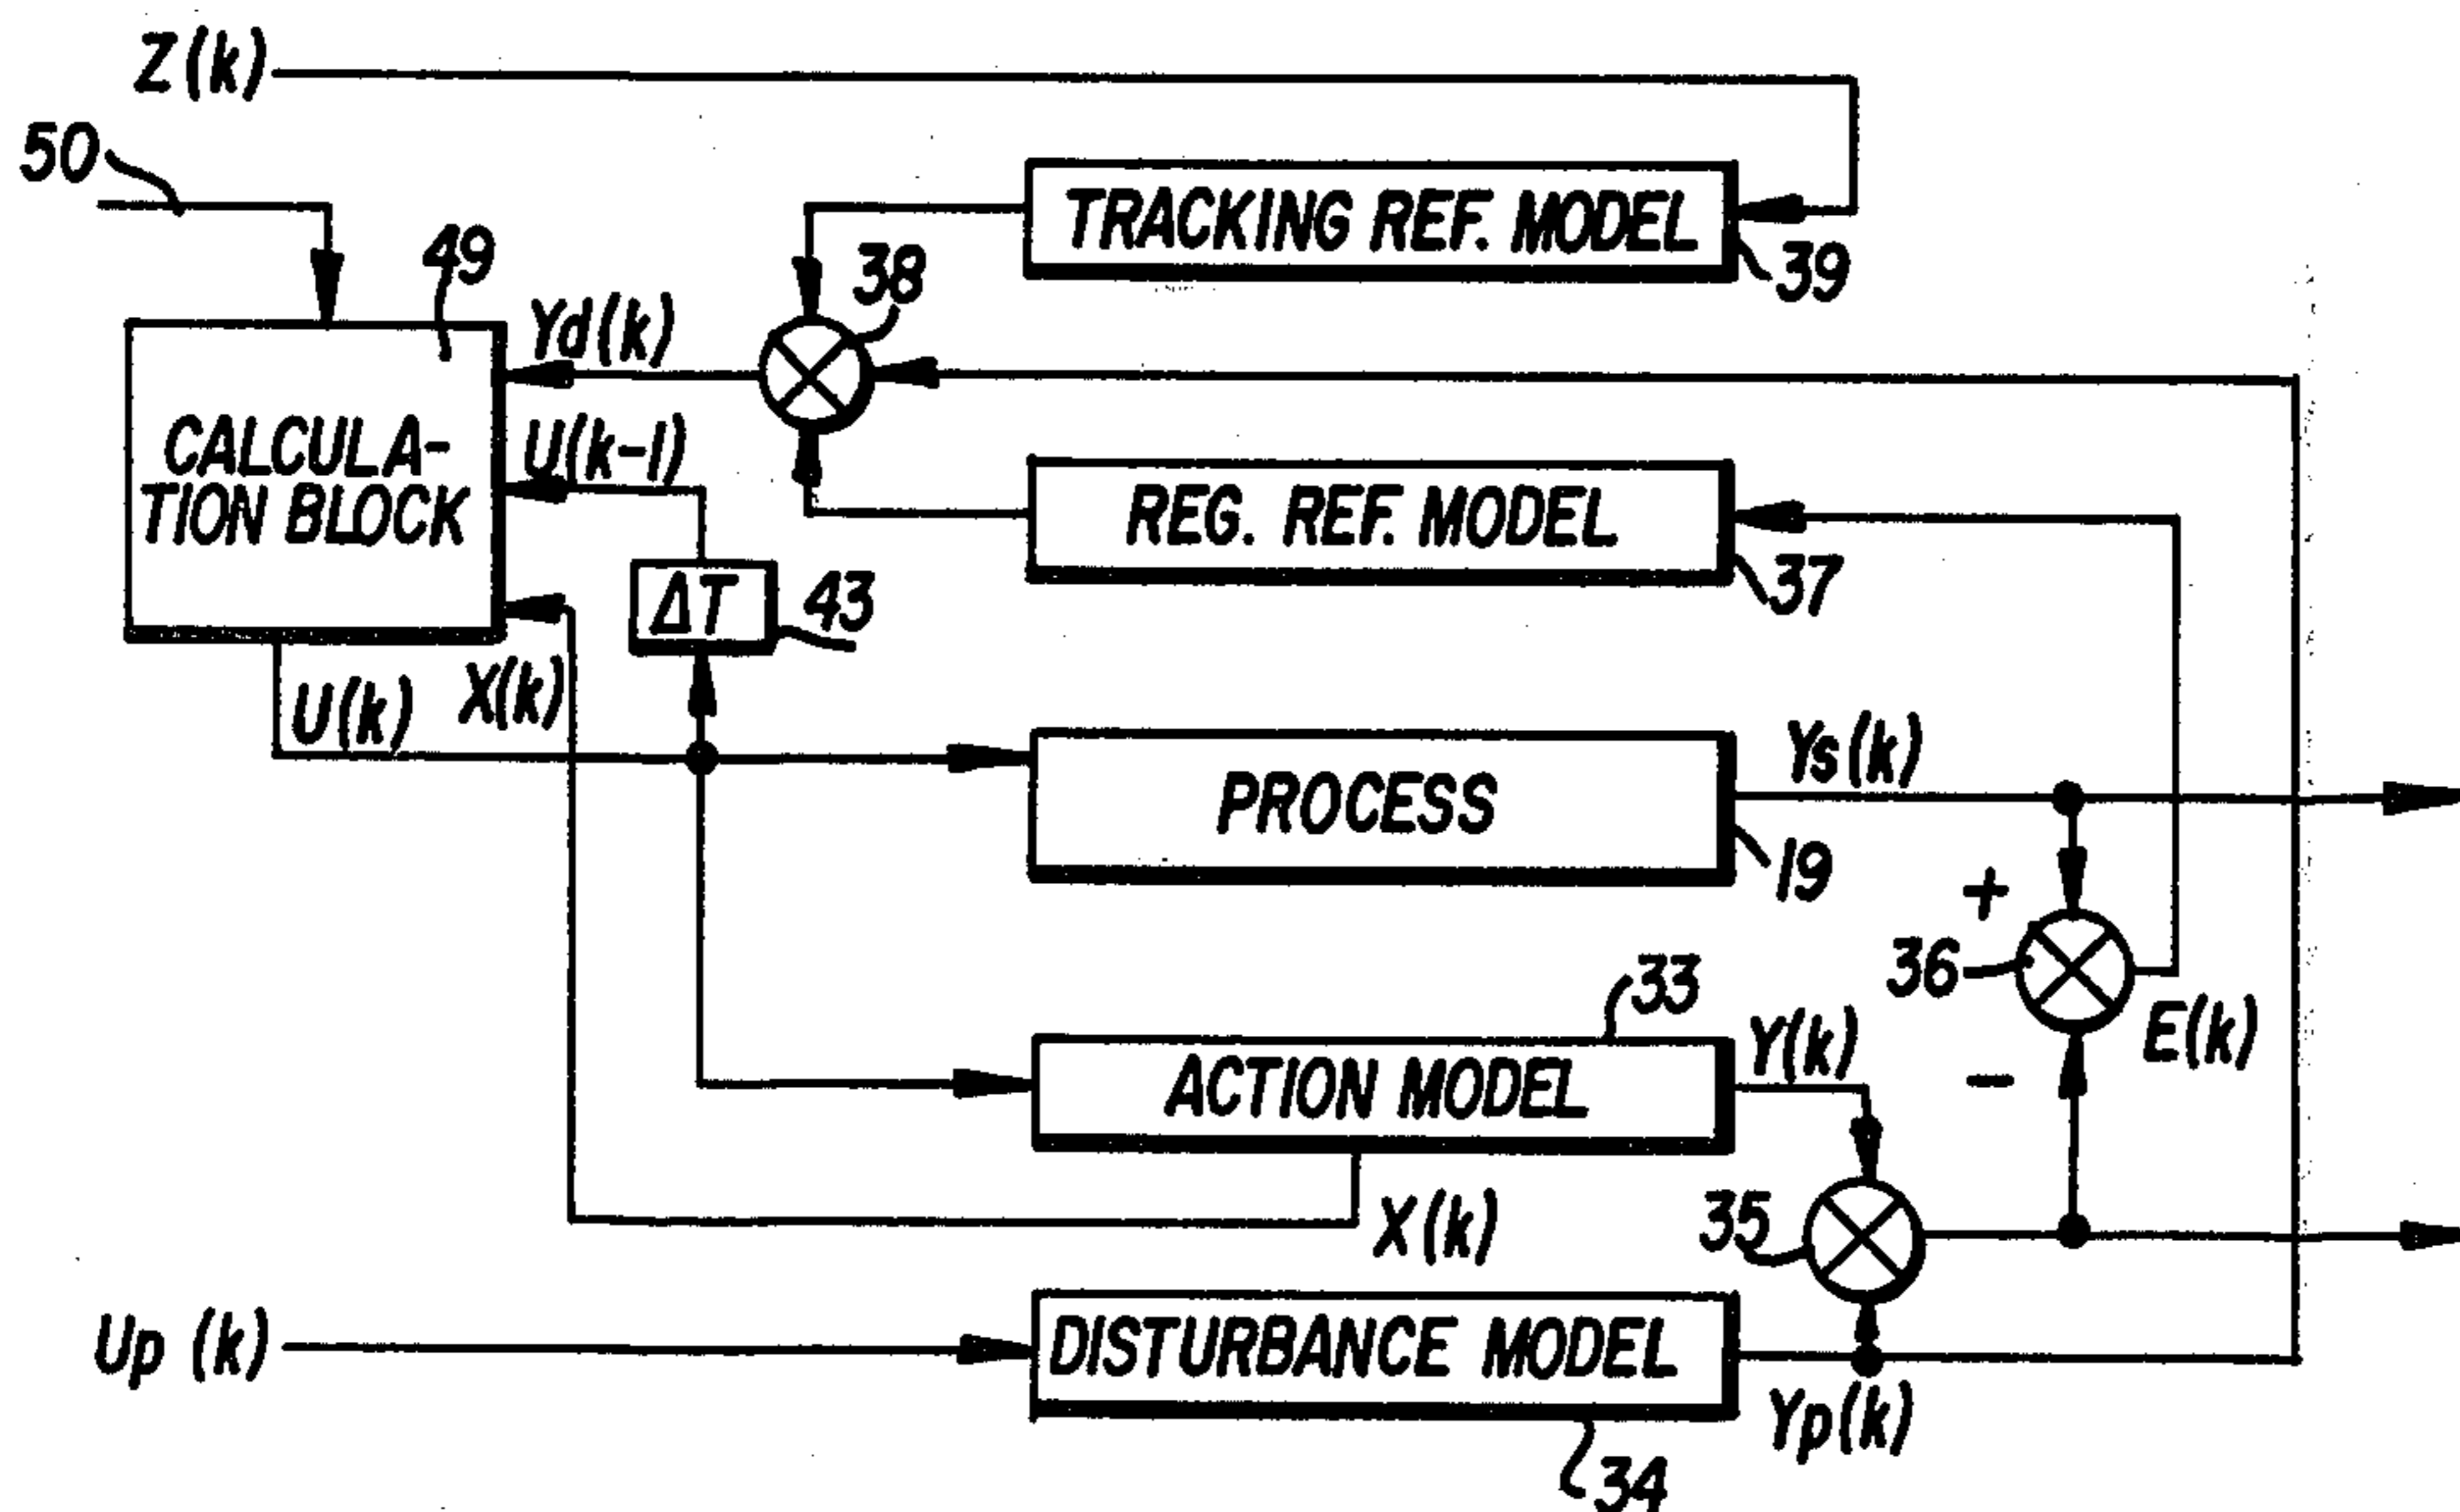 Z(k)
50
49
TRACKING REF. MODEL
39
38
Yd(k)
CALCULA-
TION BLOCK
U(k-1)
REG. REF. MODEL
37
ΔT
43
U(k)
X(k)
PROCESS
19
Ys(k)
+
36
-
E(k)
33
ACTION MODEL
Y(k)
X(k)
35
Up (k)
DISTURBANCE MODEL
Yp(k)
34